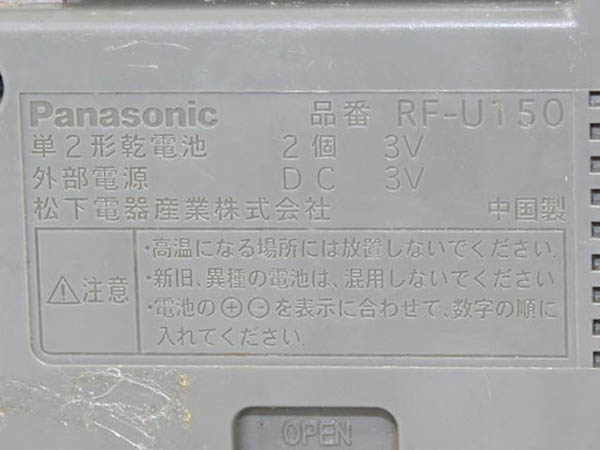 Panasonic 品番 RF-U150
単2形乾電池 2個 3V
外部電源 DC 3V
松下電器産業株式会社 中国製
⚠注意
・高温になる場所には放置しないでください.
・新旧、異種の電池は、混用しないでください
・電池の⊕⊖を表示に合わせて、数字の順に
入れてください.
OPEN